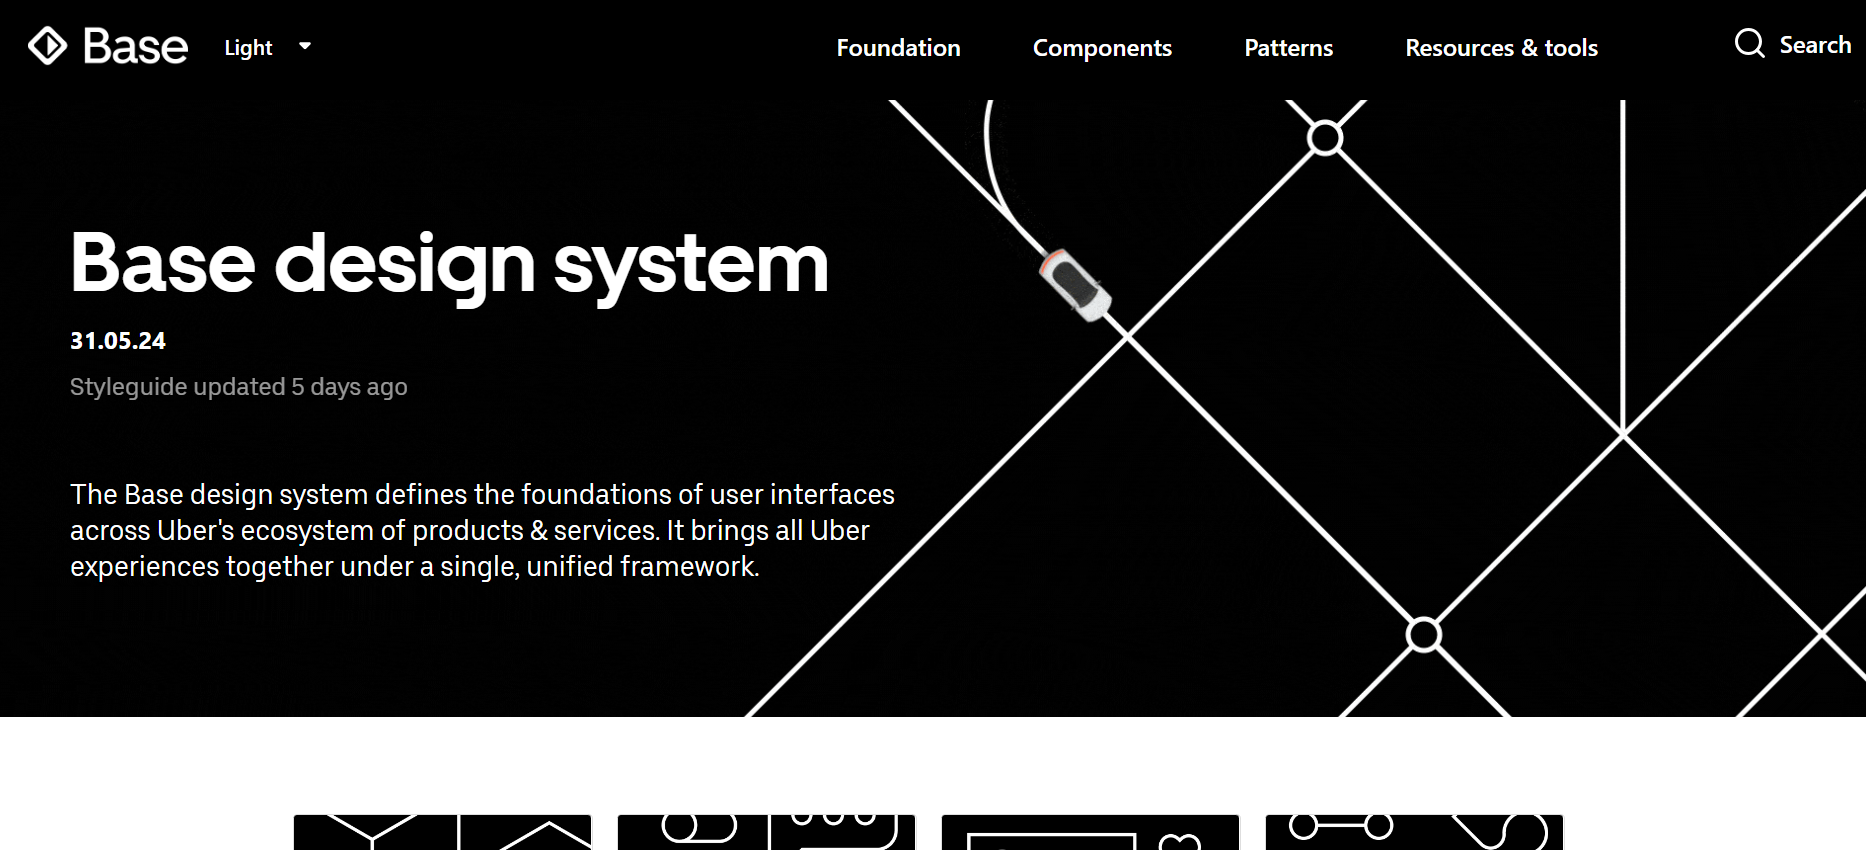 Base
Light
Foundation
Components
Patterns
Resources & tools
Search
Base design system
31.05.24
Styleguide updated 5 days ago
The Base design system defines the foundations of user interfaces
across Uber's ecosystem of products & services. It brings all Uber
experiences together under a single, unified framework.